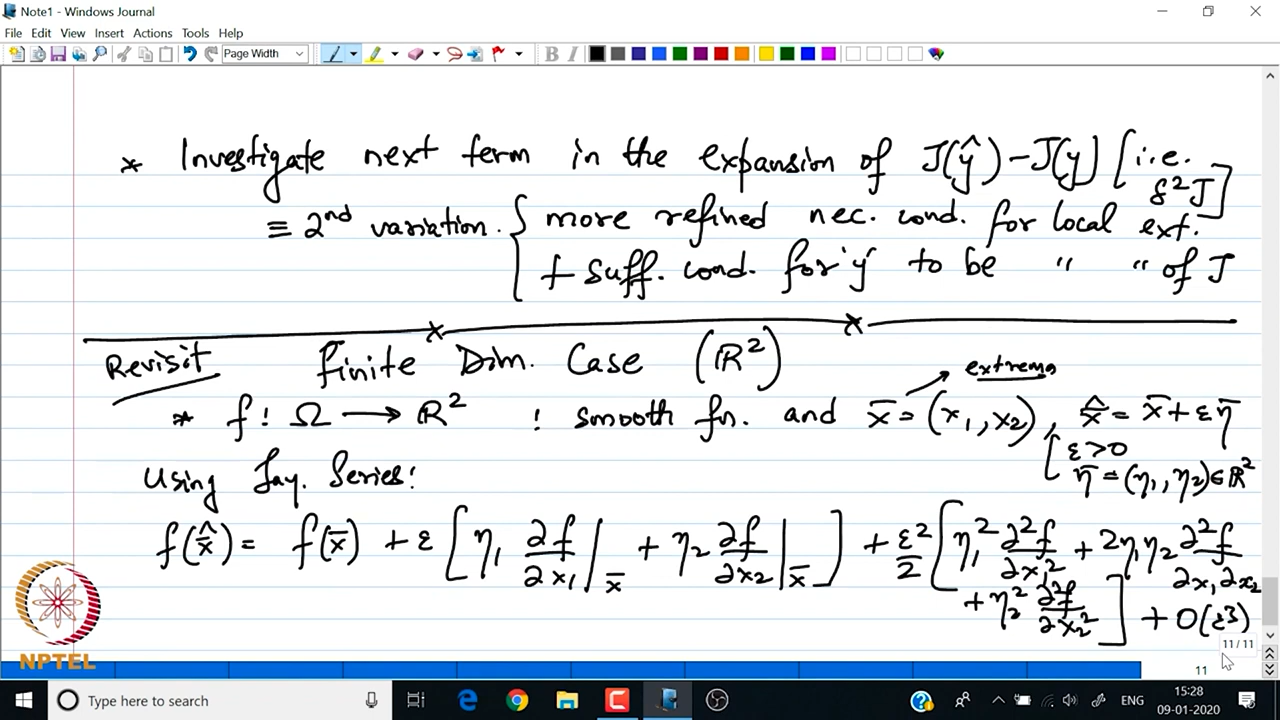 Note1 - Windows Journal
File Edit View Insert Actions Tools Help
Page Width
* Investigate next term in the expansion of J(ŷ) - J(y) [i.e. δ²J]
≡ 2nd variation. { more refined nec. cond. for local ext.
+ Suff. cond. for 'y' to be " " of J
Revisit Finite Dim. Case (ℝ²)
extrema
* f: Ω → ℝ² : smooth fn. and x̄ = (x₁, x₂), x̂ = x̄ + εη̄
ε>0
η̄ = (η₁, η₂) ∈ ℝ²
Using Tay. Series:
f(x̂) = f(x̄) + ε [η₁ ∂f/∂x₁|x̄ + η₂ ∂f/∂x₂|x̄] + ε²/2 [η₁² ∂²f/∂x₁² + 2η₁η₂ ∂²f/∂x₁∂x₂
+ η₂² ∂²f/∂x₂²] + O(ε³)
NPTEL
11/11
11
Type here to search
ENG
15:28
09-01-2020